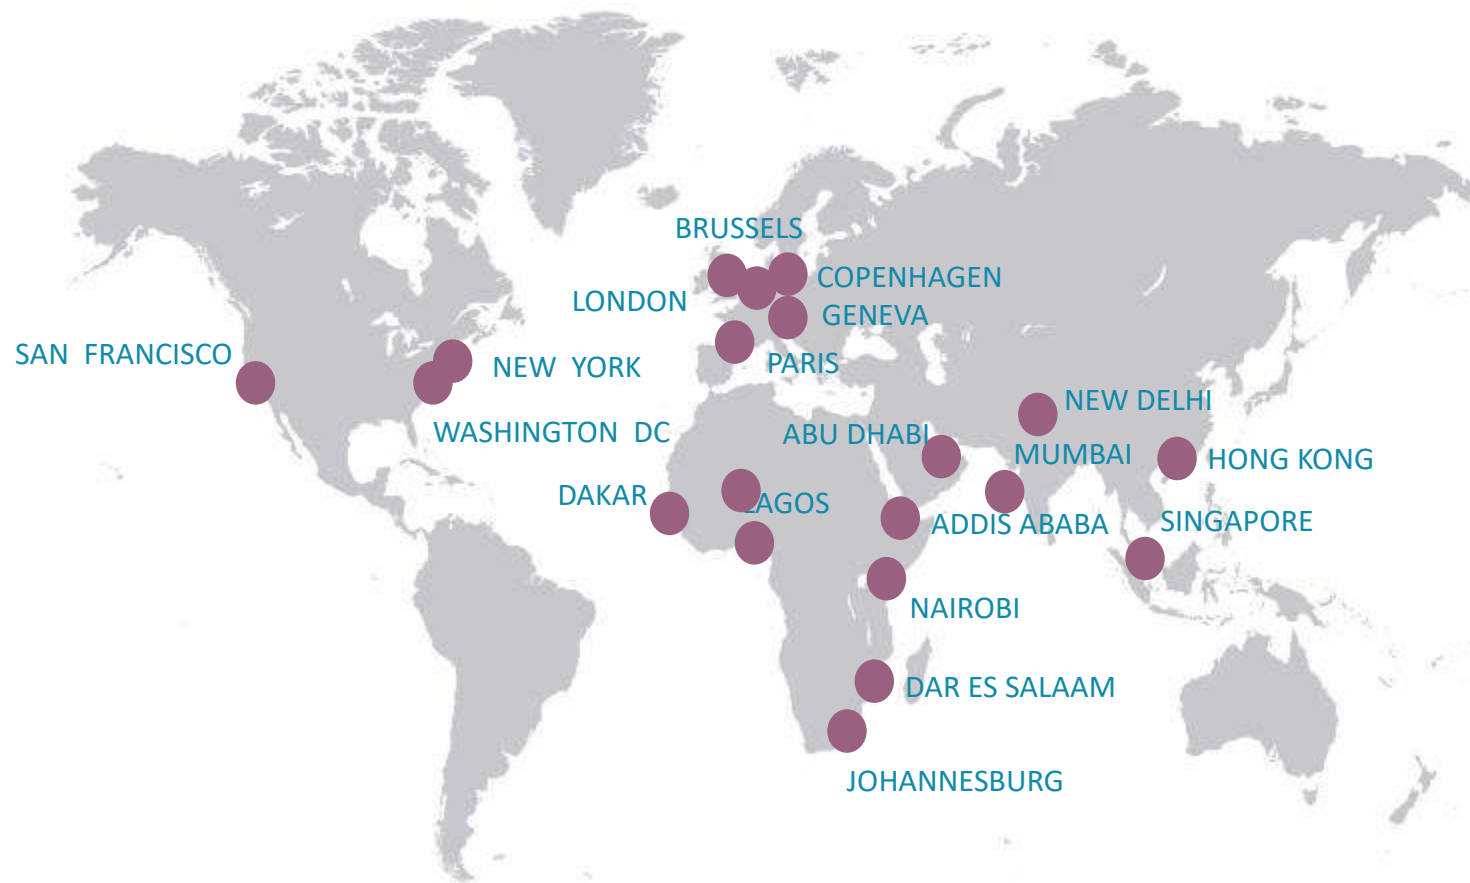 BRUSSELS
COPENHAGEN
LONDON
GENEVA
SAN FRANCISCO
NEW YORK
PARIS
NEW DELHI
WASHINGTON DC
ABU DHABI
MUMBAI
HONG KONG
DAKAR
LAGOS
ADDIS ABABA
SINGAPORE
NAIROBI
DAR ES SALAAM
JOHANNESBURG